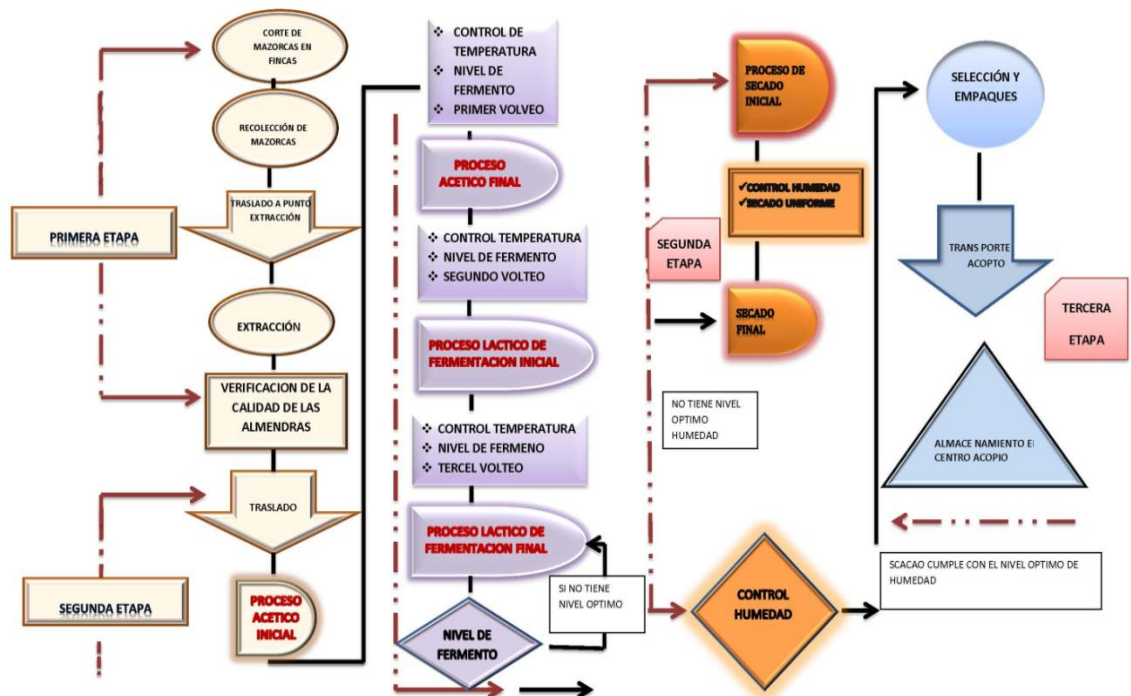 CORTE DE
MAZORCAS EN
FINCAS
RECOLECCIÓN DE
MAZORCAS
TRASLADO A PUNTO
EXTRACCIÓN
PRIMERA ETAPA
EXTRACCIÓN
VERIFICACION DE LA
CALIDAD DE LAS
ALMENDRAS
TRASLADO
SEGUNDA ETAPA
PROCESO
ACETICO
INICIAL
❖ CONTROL DE
TEMPERATURA
❖ NIVEL DE
FERMENTO
❖ PRIMER VOLVEO
PROCESO
ACETICO FINAL
❖ CONTROL TEMPERATURA
❖ NIVEL DE FERMENTO
❖ SEGUNDO VOLTEO
PROCESO LACTICO DE
FERMENTACION INICIAL
❖ CONTROL TEMPERATURA
❖ NIVEL DE FERMENO
❖ TERCEL VOLTEO
PROCESO LACTICO DE
FERMENTACION FINAL
SI NO TIENE
NIVEL OPTIMO
NIVEL DE
FERMENTO
PROCESO DE
SECADO
INICIAL
✓CONTROL HUMEDAD
✓SECADO UNIFORME
SEGUNDA
ETAPA
SECADO
FINAL
NO TIENE NIVEL
OPTIMO
HUMEDAD
CONTROL
HUMEDAD
SELECCIÓN Y
EMPAQUES
TRANS PORTE
ACOPTO
TERCERA
ETAPA
ALMACE NAMIENTO E
CENTRO ACOPIO
SCACAO CUMPLE CON EL NIVEL OPTIMO DE
HUMEDAD